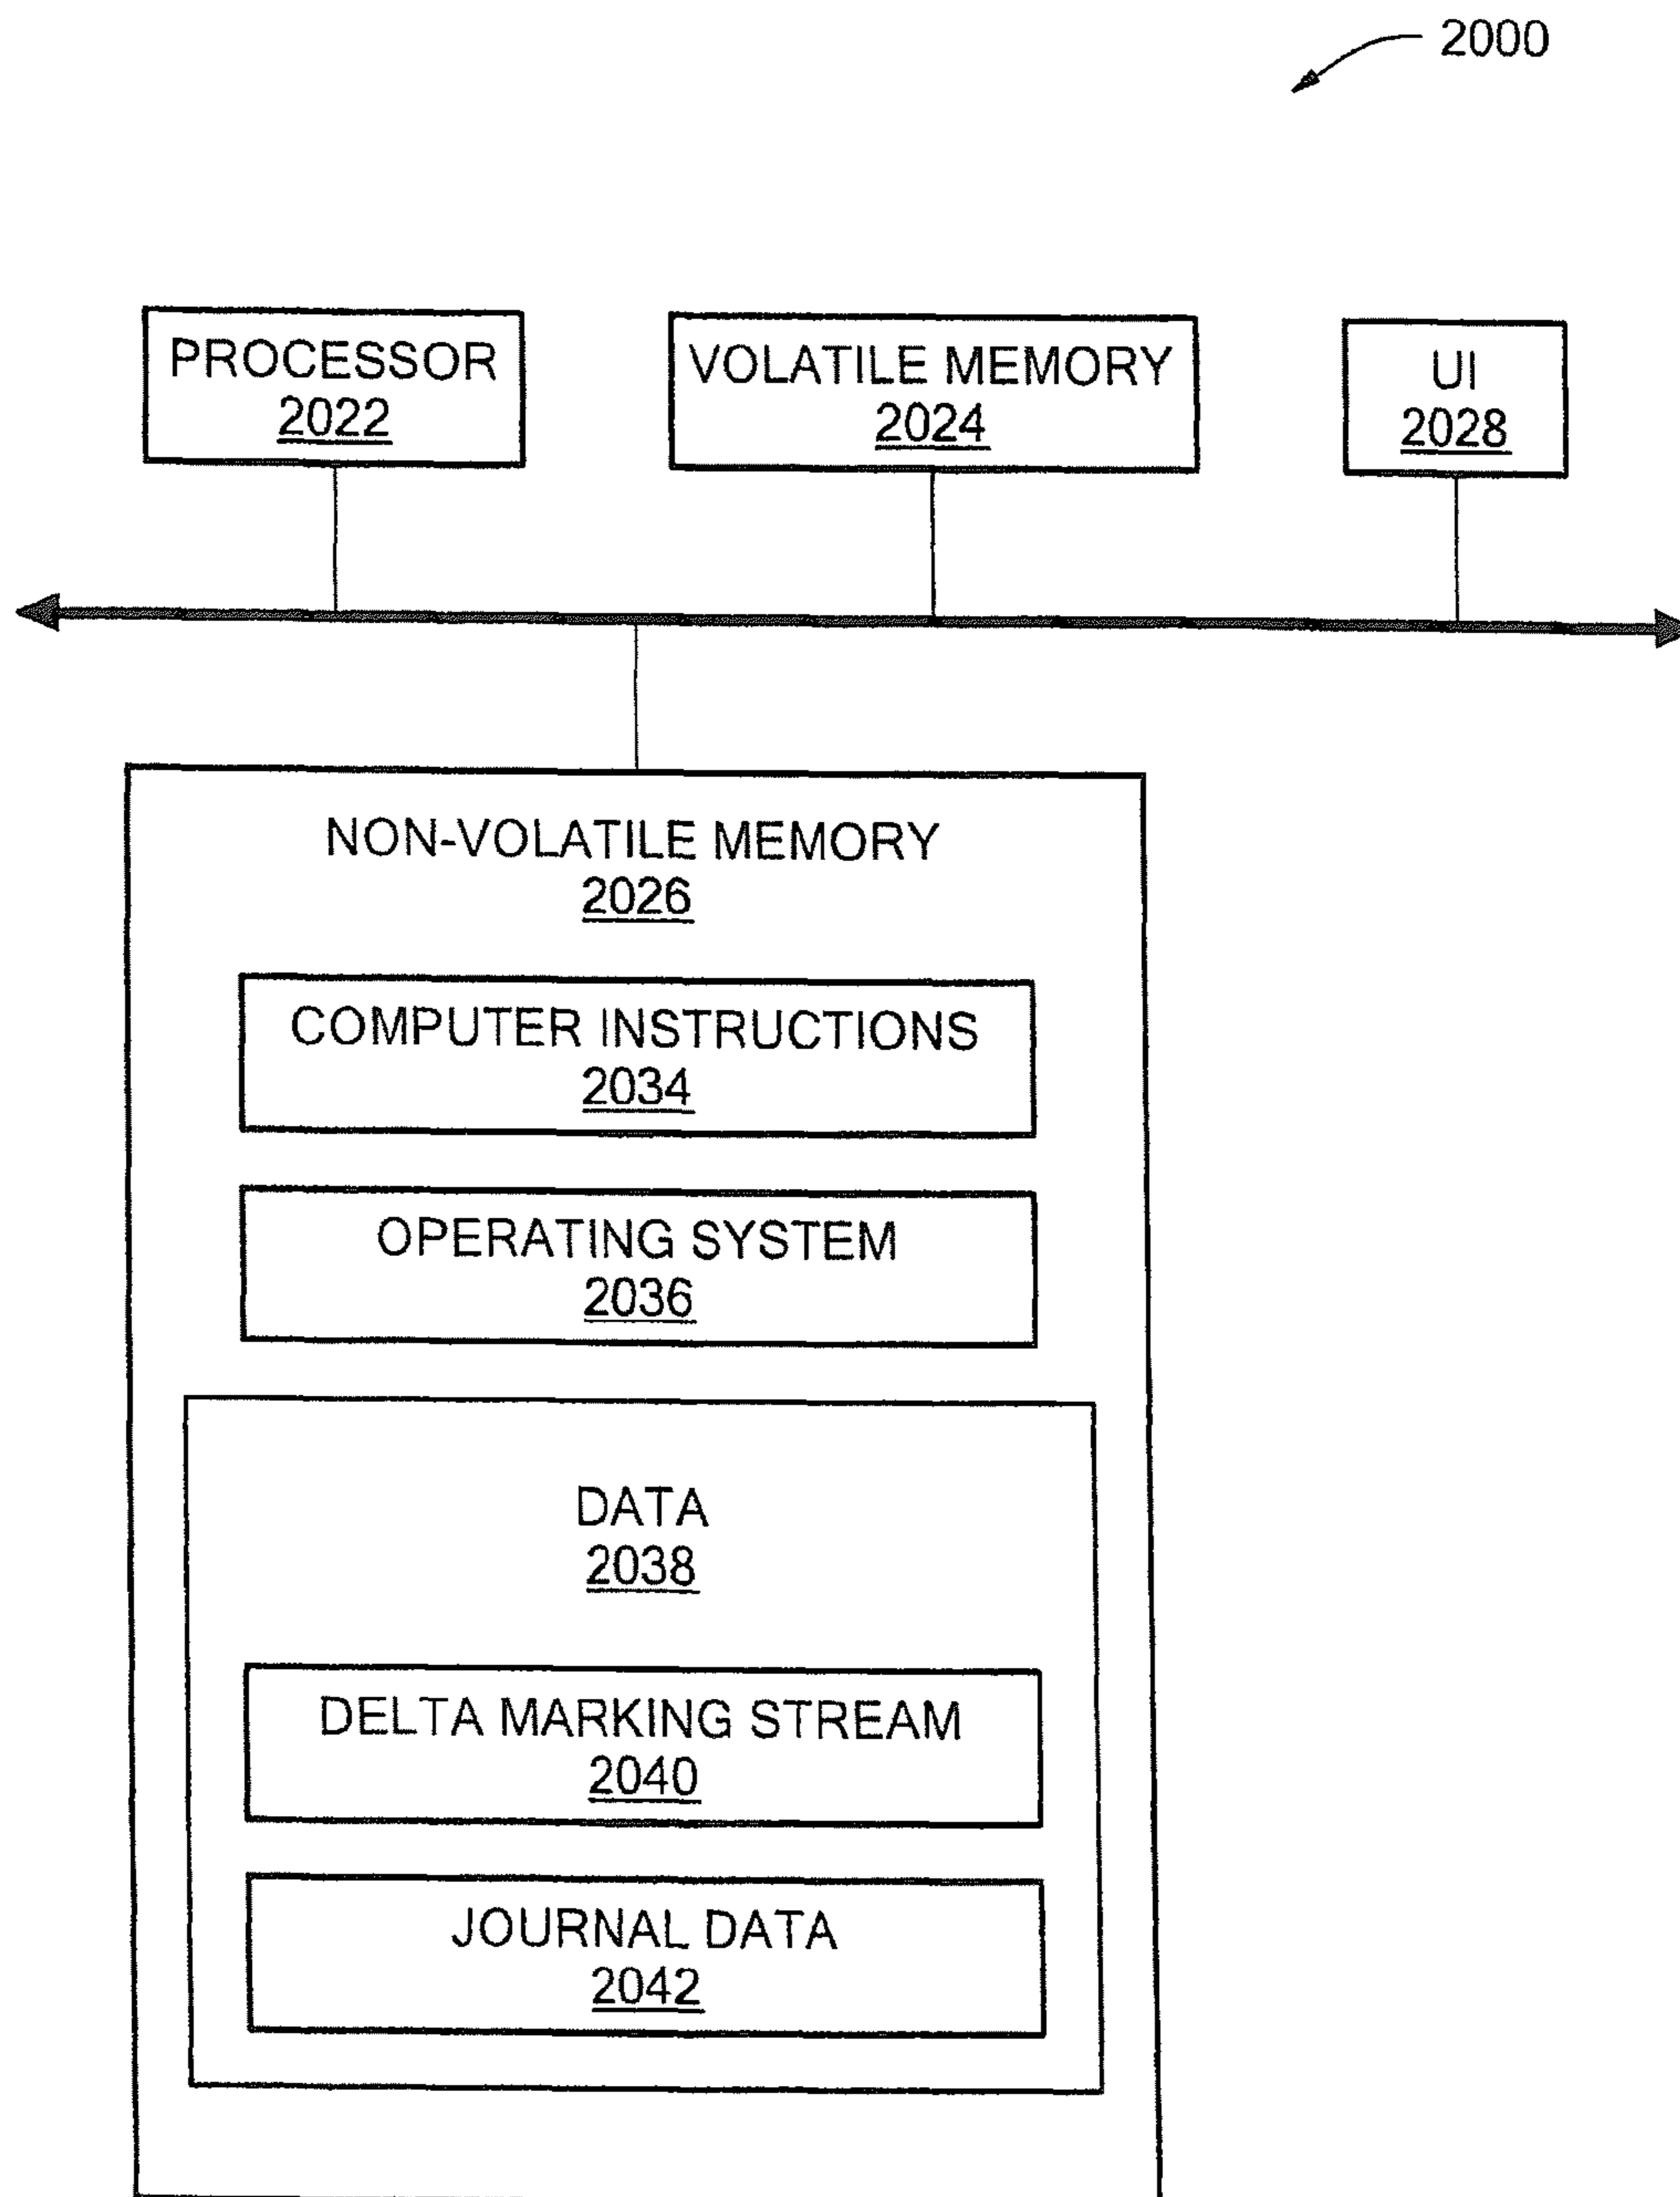 2000
PROCESSOR
2022
VOLATILE MEMORY
2024
UI
2028
NON-VOLATILE MEMORY
2026
COMPUTER INSTRUCTIONS
2034
OPERATING SYSTEM
2036
DATA
2038
DELTA MARKING STREAM
2040
JOURNAL DATA
2042